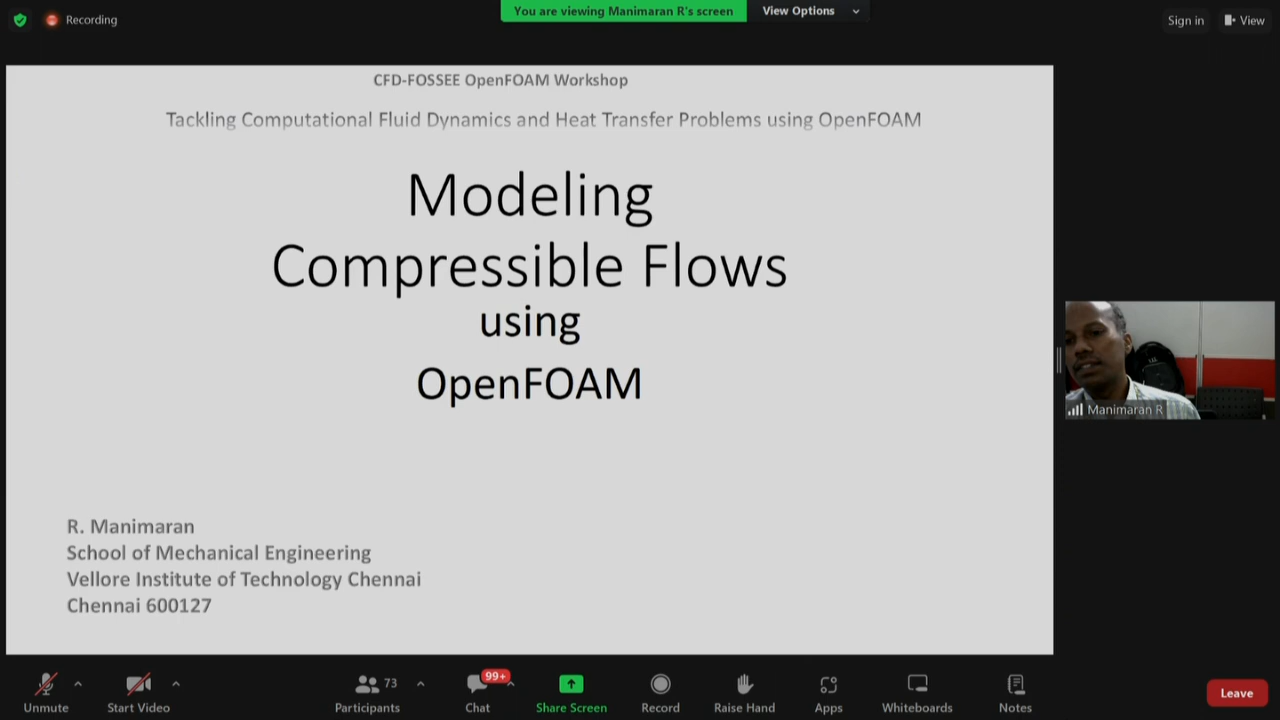 Recording
You are viewing Manimaran R's screen
View Options
Sign in
View
CFD-FOSSEE OpenFOAM Workshop
Tackling Computational Fluid Dynamics and Heat Transfer Problems using OpenFOAM
Modeling
Compressible Flows
using
OpenFOAM
R. Manimaran
School of Mechanical Engineering
Vellore Institute of Technology Chennai
Chennai 600127
Manimaran R
Unmute
Start Video
73
Participants
99+
Chat
Share Screen
Record
Raise Hand
Apps
Whiteboards
Notes
Leave